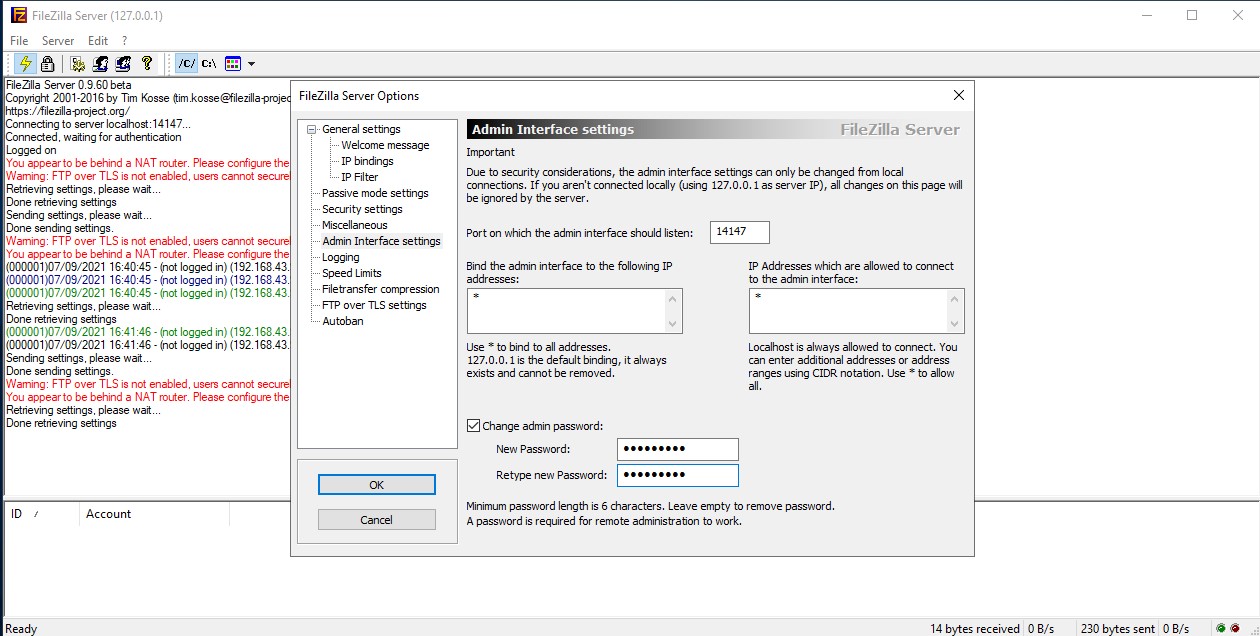 FileZilla Server (127.0.0.1)
File Server Edit ?
/C/ C:\
FileZilla Server 0.9.60 beta
Copyright 2001-2016 by Tim Kosse (tim.kosse@filezilla-projec
https://filezilla-project.org/
Connecting to server localhost:14147...
Connected, waiting for authentication
Logged on
You appear to be behind a NAT router. Please configure the
Warning: FTP over TLS is not enabled, users cannot securel
Retrieving settings, please wait...
Done retrieving settings
Sending settings, please wait...
Done sending settings.
Warning: FTP over TLS is not enabled, users cannot securel
You appear to be behind a NAT router. Please configure the
(000001)07/09/2021 16:40:45 - (not logged in) (192.168.43.
(000001)07/09/2021 16:40:45 - (not logged in) (192.168.43.
(000001)07/09/2021 16:40:45 - (not logged in) (192.168.43.
Retrieving settings, please wait...
Done retrieving settings
(000001)07/09/2021 16:41:46 - (not logged in) (192.168.43.
(000001)07/09/2021 16:41:46 - (not logged in) (192.168.43.
Sending settings, please wait...
Done sending settings.
Warning: FTP over TLS is not enabled, users cannot securel
You appear to be behind a NAT router. Please configure the
Retrieving settings, please wait...
Done retrieving settings
FileZilla Server Options
General settings
Welcome message
IP bindings
IP Filter
Passive mode settings
Security settings
Miscellaneous
Admin Interface settings
Logging
Speed Limits
Filetransfer compression
FTP over TLS settings
Autoban
OK
Cancel
Admin Interface settings FileZilla Server
Important
Due to security considerations, the admin interface settings can only be changed from local
connections. If you aren't connected locally (using 127.0.0.1 as server IP), all changes on this page will
be ignored by the server.
Port on which the admin interface should listen: 14147
Bind the admin interface to the following IP
addresses:
*
Use * to bind to all addresses.
127.0.0.1 is the default binding, it always
exists and cannot be removed.
IP Addresses which are allowed to connect
to the admin interface:
*
Localhost is always allowed to connect. You
can enter additional addresses or address
ranges using CIDR notation. Use * to allow
all.
Change admin password:
New Password: •••••••••
Retype new Password: •••••••••
Minimum password length is 6 characters. Leave empty to remove password.
A password is required for remote administration to work.
ID / Account
Ready 14 bytes received 0 B/s 230 bytes sent 0 B/s